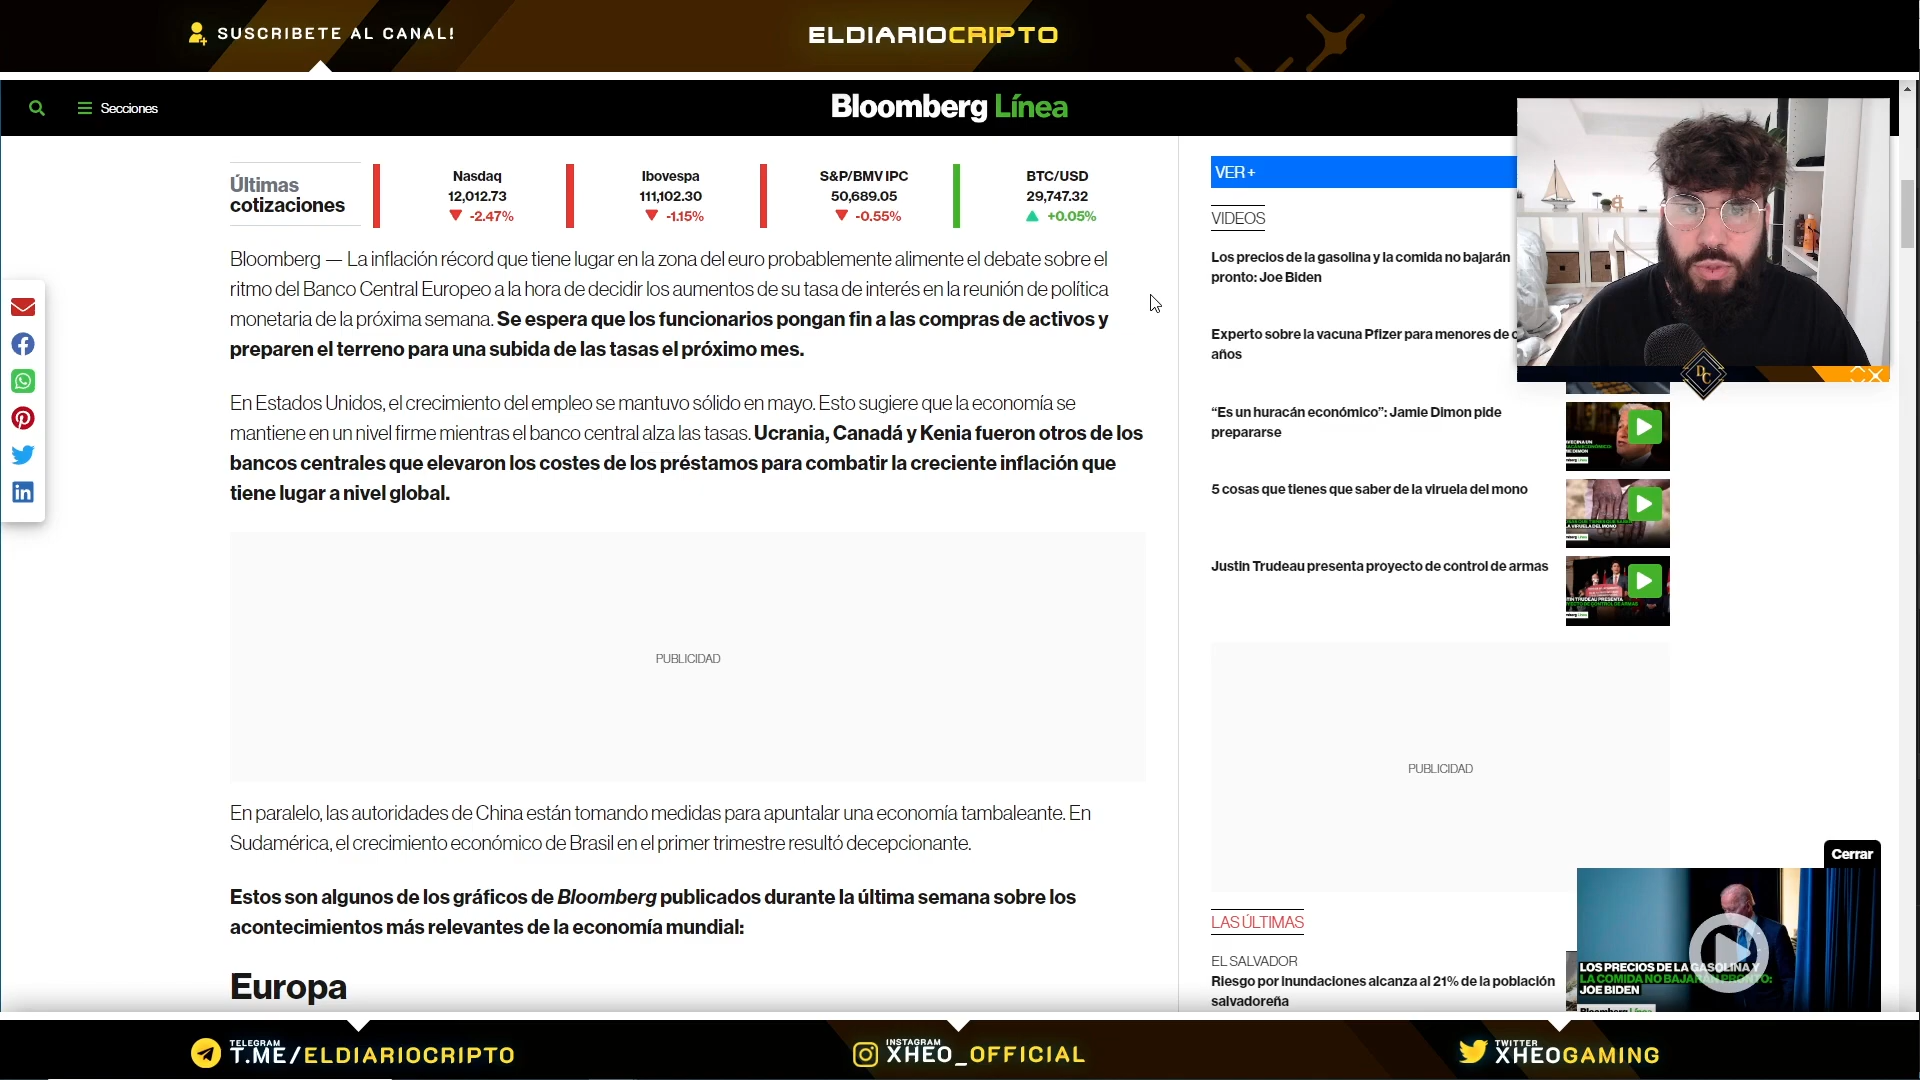 SUSCRIBETE AL CANAL!
ELDIARIOCRIPTO
Secciones
Bloomberg Línea
Últimas
cotizaciones
Nasdaq
12,012.73
-2.47%
Ibovespa
111,102.30
-1.15%
S&P/BMV IPC
50,689.05
-0.55%
BTC/USD
29,747.32
+0.05%
Bloomberg — La inflación récord que tiene lugar en la zona del euro probablemente alimente el debate sobre el
ritmo del Banco Central Europeo a la hora de decidir los aumentos de su tasa de interés en la reunión de política
monetaria de la próxima semana. Se espera que los funcionarios pongan fin a las compras de activos y
preparen el terreno para una subida de las tasas el próximo mes.
En Estados Unidos, el crecimiento del empleo se mantuvo sólido en mayo. Esto sugiere que la economía se
mantiene en un nivel firme mientras el banco central alza las tasas. Ucrania, Canadá y Kenia fueron otros de los
bancos centrales que elevaron los costes de los préstamos para combatir la creciente inflación que
tiene lugar a nivel global.
PUBLICIDAD
En paralelo, las autoridades de China están tomando medidas para apuntalar una economía tambaleante. En
Sudamérica, el crecimiento económico de Brasil en el primer trimestre resultó decepcionante.
Estos son algunos de los gráficos de Bloomberg publicados durante la última semana sobre los
acontecimientos más relevantes de la economía mundial:
Europa
VER +
VIDEOS
Los precios de la gasolina y la comida no bajarán
pronto: Joe Biden
Experto sobre la vacuna Pfizer para menores de
años
“Es un huracán económico”: Jamie Dimon pide
prepararse
5 cosas que tienes que saber de la viruela del mono
Justin Trudeau presenta proyecto de control de armas
PUBLICIDAD
LAS ÚLTIMAS
EL SALVADOR
Riesgo por inundaciones alcanza al 21% de la población
salvadoreña
DC
Cerrar
LOS PRECIOS DE LA GASOLINA Y
LA COMIDA NO BAJARÁN PRONTO:
JOE BIDEN
Bloomberg Línea
TELEGRAM
T.ME/ELDIARIOCRIPTO
INSTAGRAM
XHEO_OFFICIAL
TWITTER
XHEOGAMING